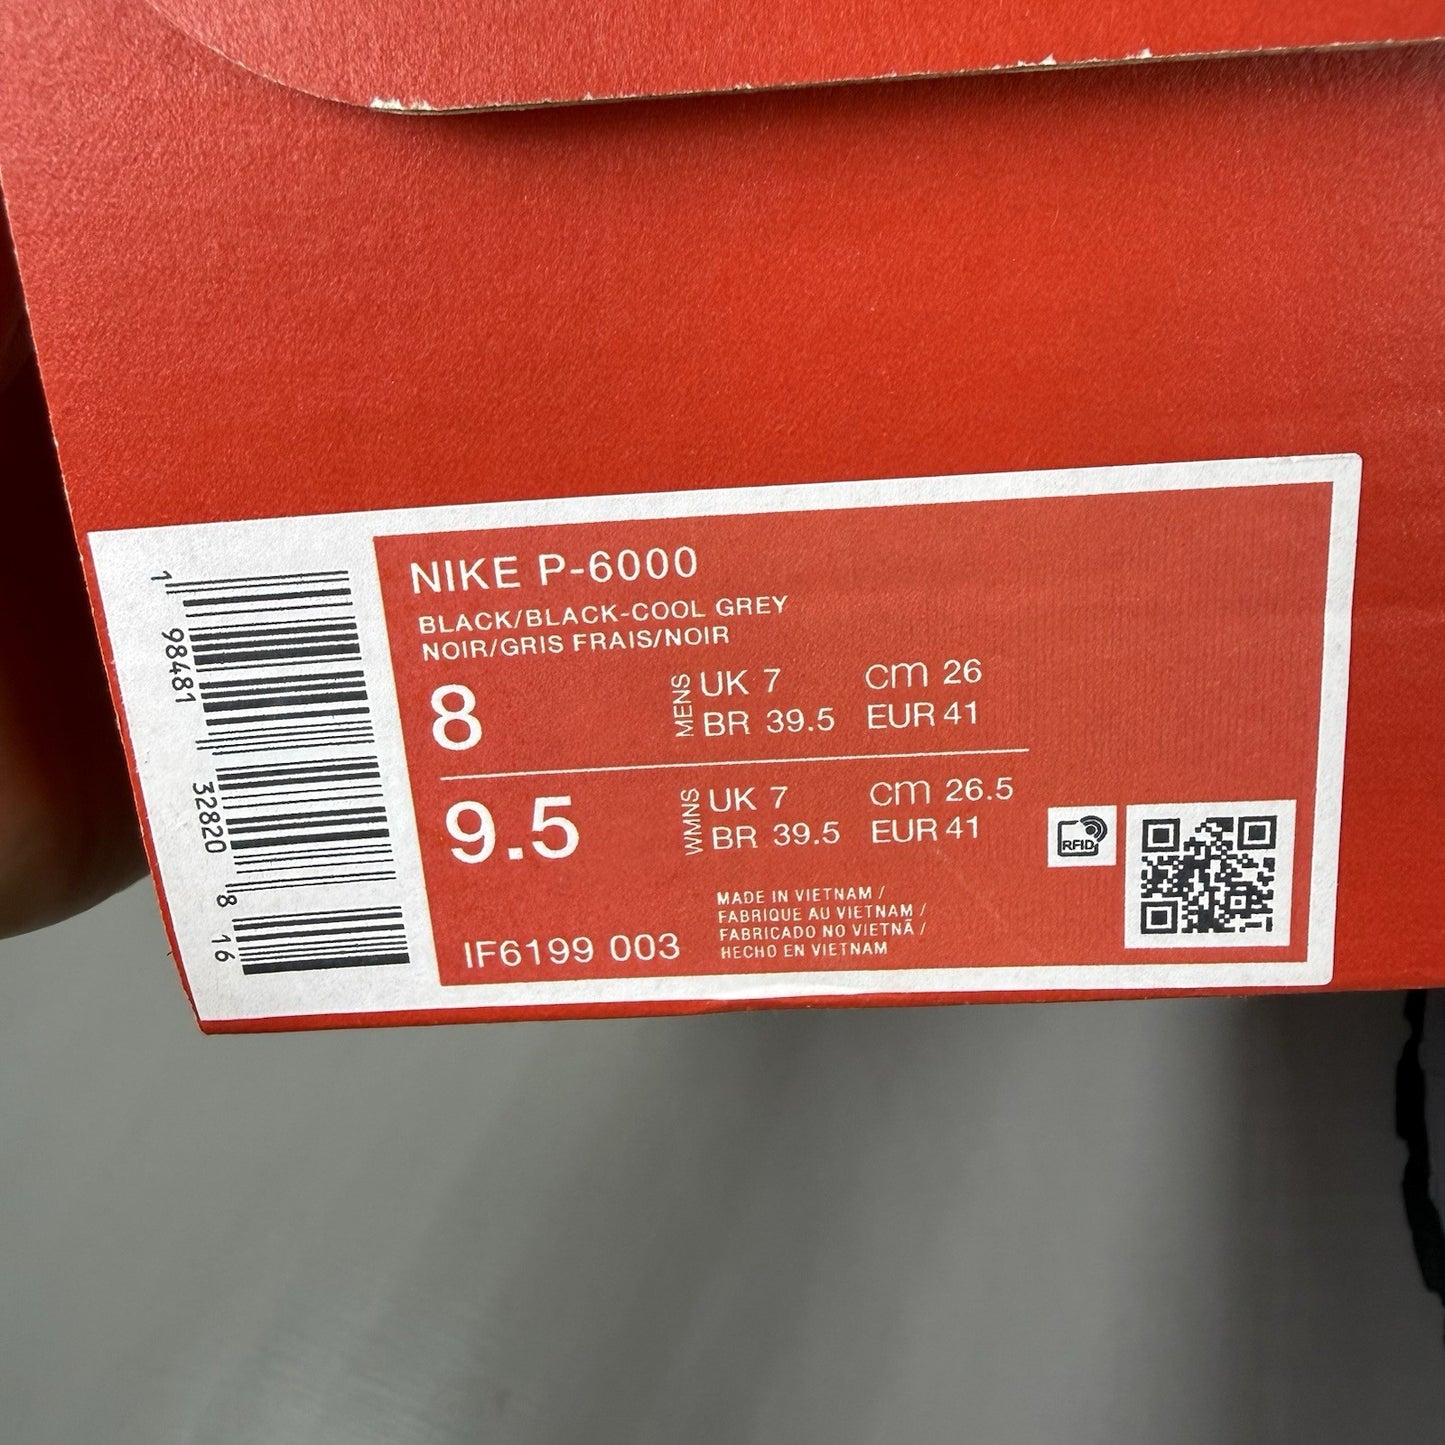 NIKE P-6000
BLACK/BLACK-COOL GREY
NOIR/GRIS FRAIS/NOIR
8 MENS UK 7 CM 26
BR 39.5 EUR 41
9.5 WMNS UK 7 CM 26.5
BR 39.5 EUR 41
MADE IN VIETNAM /
FABRIQUE AU VIETNAM /
FABRICADO NO VIETNÃ /
HECHO EN VIETNAM
IF6199 003
RFID
1 98481 32820 8 16